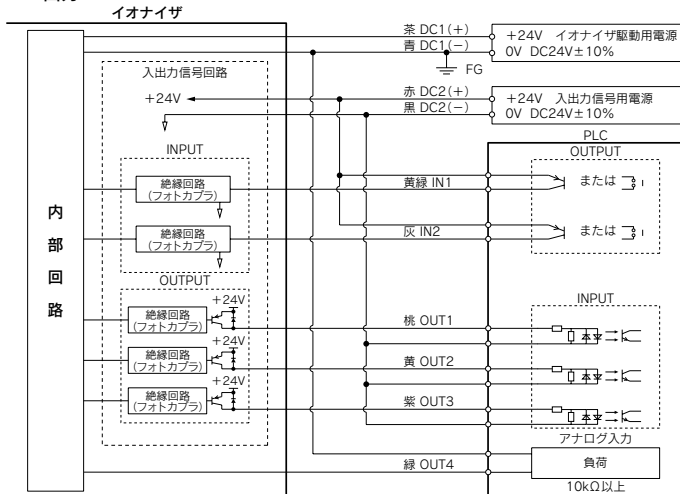 イオナイザ
茶 DC1(+)
+24V イオナイザ駆動用電源
青 DC1(−)
0V DC24V±10%
FG
入出力信号回路
+24V
赤 DC2(+)
+24V 入出力信号用電源
黒 DC2(−)
0V DC24V±10%
PLC
OUTPUT
INPUT
絶縁回路
(フォトカプラ)
黄緑 IN1
または
絶縁回路
(フォトカプラ)
灰 IN2
または
内部回路
OUTPUT
INPUT
+24V
絶縁回路
(フォトカプラ)
桃 OUT1
+24V
絶縁回路
(フォトカプラ)
黄 OUT2
+24V
絶縁回路
(フォトカプラ)
紫 OUT3
アナログ入力
緑 OUT4
負荷
10kΩ以上